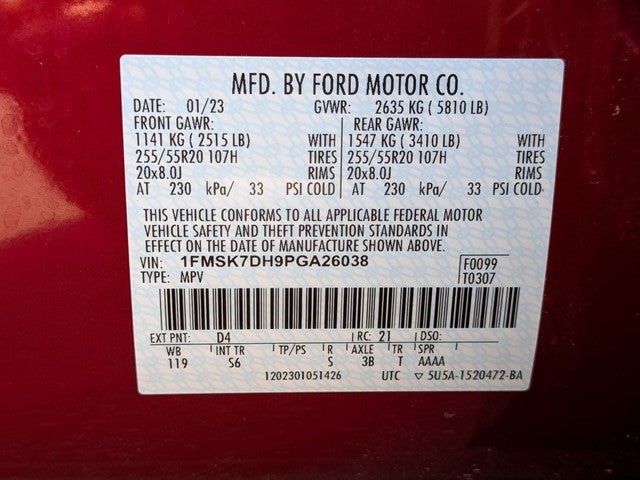 MFD. BY FORD MOTOR CO.
DATE: 01/23 GVWR: 2635 KG ( 5810 LB)
FRONT GAWR: REAR GAWR:
1141 KG ( 2515 LB) WITH 1547 KG ( 3410 LB) WITH
255/55R20 107H TIRES 255/55R20 107H TIRES
20x8.0J RIMS 20x8.0J RIMS
AT 230 kPa/ 33 PSI COLD AT 230 kPa/ 33 PSI COLD
THIS VEHICLE CONFORMS TO ALL APPLICABLE FEDERAL MOTOR
VEHICLE SAFETY AND THEFT PREVENTION STANDARDS IN
EFFECT ON THE DATE OF MANUFACTURE SHOWN ABOVE.
VIN: 1FMSK7DH9PGA26038 F0099
TYPE: MPV T0307
EXT PNT: D4 RC: 21 DSO:
WB INT TR TP/PS R AXLE TR SPR
119 S6 S 3B T AAAA
1202301051426 UTC ▽ 5U5A-1520472-BA